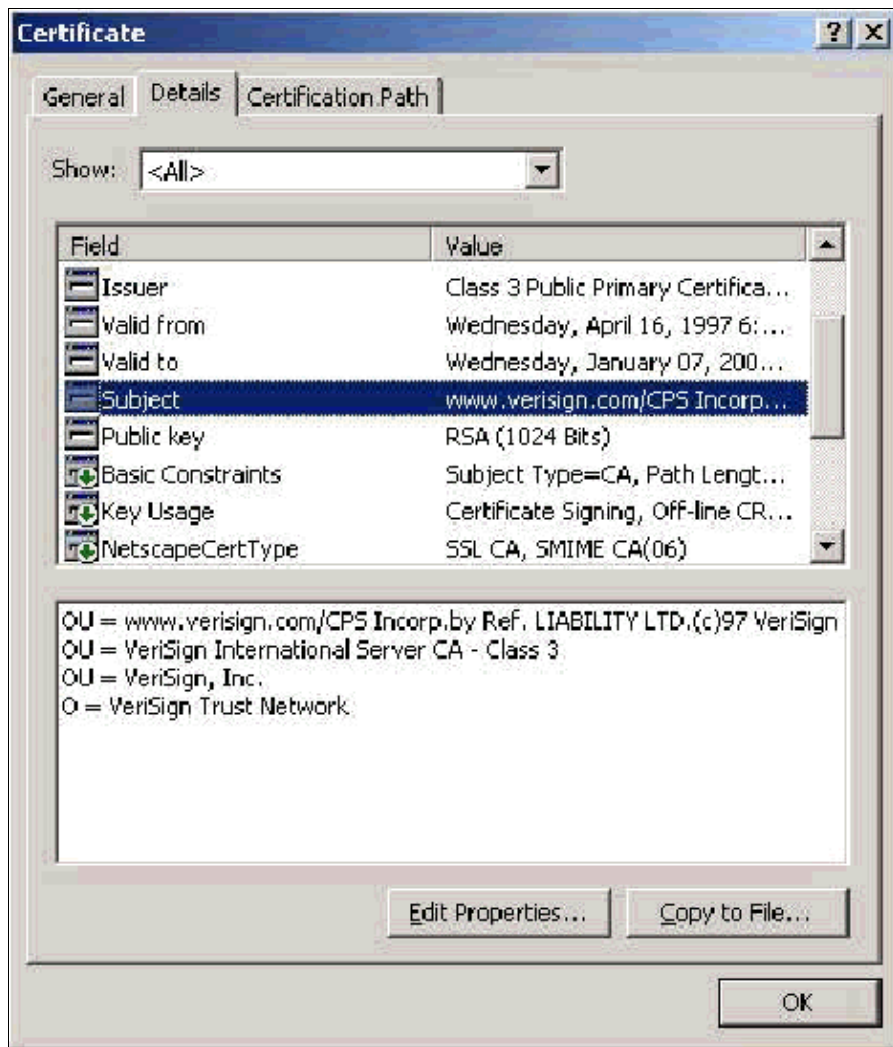 Certificate
General Details Certification Path
Show: <All>
Field Value
Issuer Class 3 Public Primary Certifica...
Valid from Wednesday, April 16, 1997 6:...
Valid to Wednesday, January 07, 200...
Subject www.verisign.com/CPS Incorp...
Public key RSA (1024 Bits)
Basic Constraints Subject Type=CA, Path Lengt...
Key Usage Certificate Signing, Off-line CR...
NetscapeCertType SSL CA, SMIME CA(06)
OU = www.verisign.com/CPS Incorp.by Ref. LIABILITY LTD.(c)97 VeriSign
OU = VeriSign International Server CA - Class 3
OU = VeriSign, Inc.
O = VeriSign Trust Network
Edit Properties... Copy to File...
OK